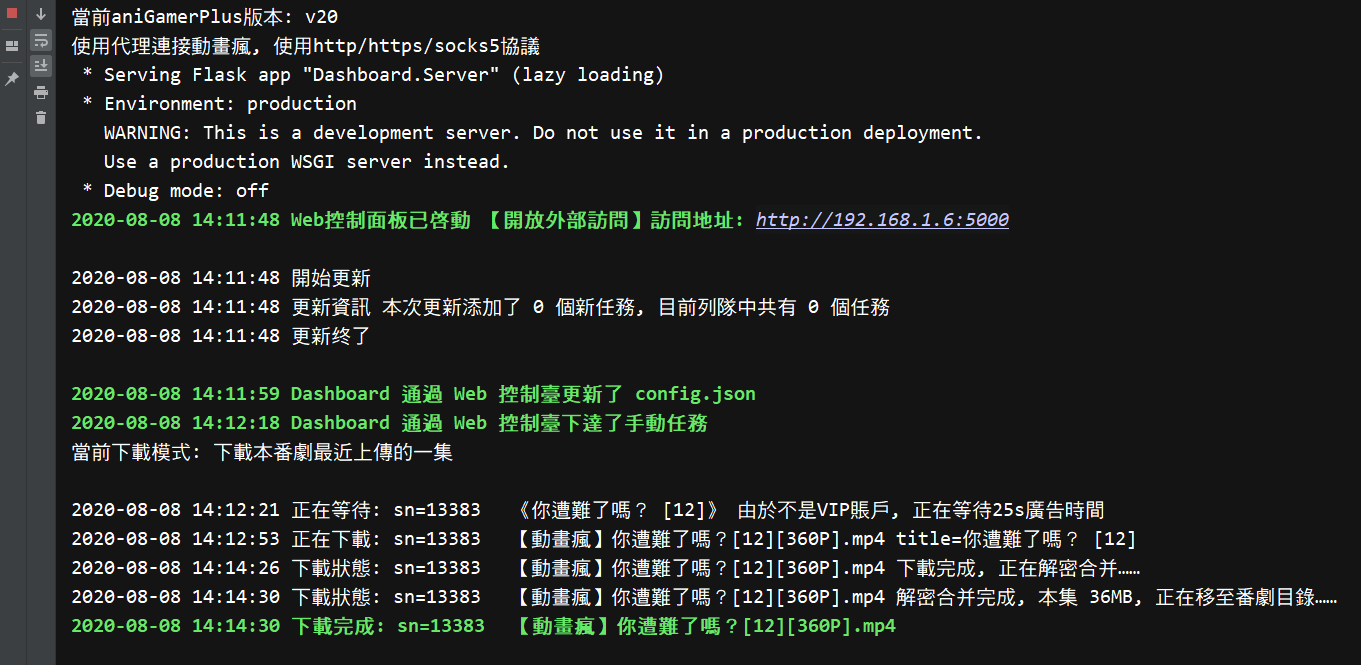 當前aniGamerPlus版本: v20
使用代理連接動畫瘋, 使用http/https/socks5協議
* Serving Flask app "Dashboard.Server" (lazy loading)
* Environment: production
WARNING: This is a development server. Do not use it in a production deployment.
Use a production WSGI server instead.
* Debug mode: off
2020-08-08 14:11:48 Web控制面板已啓動 【開放外部訪問】訪問地址: http://192.168.1.6:5000
2020-08-08 14:11:48 開始更新
2020-08-08 14:11:48 更新資訊 本次更新添加了 0 個新任務, 目前列隊中共有 0 個任務
2020-08-08 14:11:48 更新终了
2020-08-08 14:11:59 Dashboard 通過 Web 控制臺更新了 config.json
2020-08-08 14:12:18 Dashboard 通過 Web 控制臺下達了手動任務
當前下載模式: 下載本番劇最近上傳的一集
2020-08-08 14:12:21 正在等待: sn=13383 《你遭難了嗎？ [12]》 由於不是VIP賬戶, 正在等待25s廣告時間
2020-08-08 14:12:53 正在下載: sn=13383 【動畫瘋】你遭難了嗎？[12][360P].mp4 title=你遭難了嗎？ [12]
2020-08-08 14:14:26 下載狀態: sn=13383 【動畫瘋】你遭難了嗎？[12][360P].mp4 下載完成, 正在解密合并……
2020-08-08 14:14:30 下載狀態: sn=13383 【動畫瘋】你遭難了嗎？[12][360P].mp4 解密合并完成, 本集 36MB, 正在移至番劇目錄……
2020-08-08 14:14:30 下載完成: sn=13383 【動畫瘋】你遭難了嗎？[12][360P].mp4